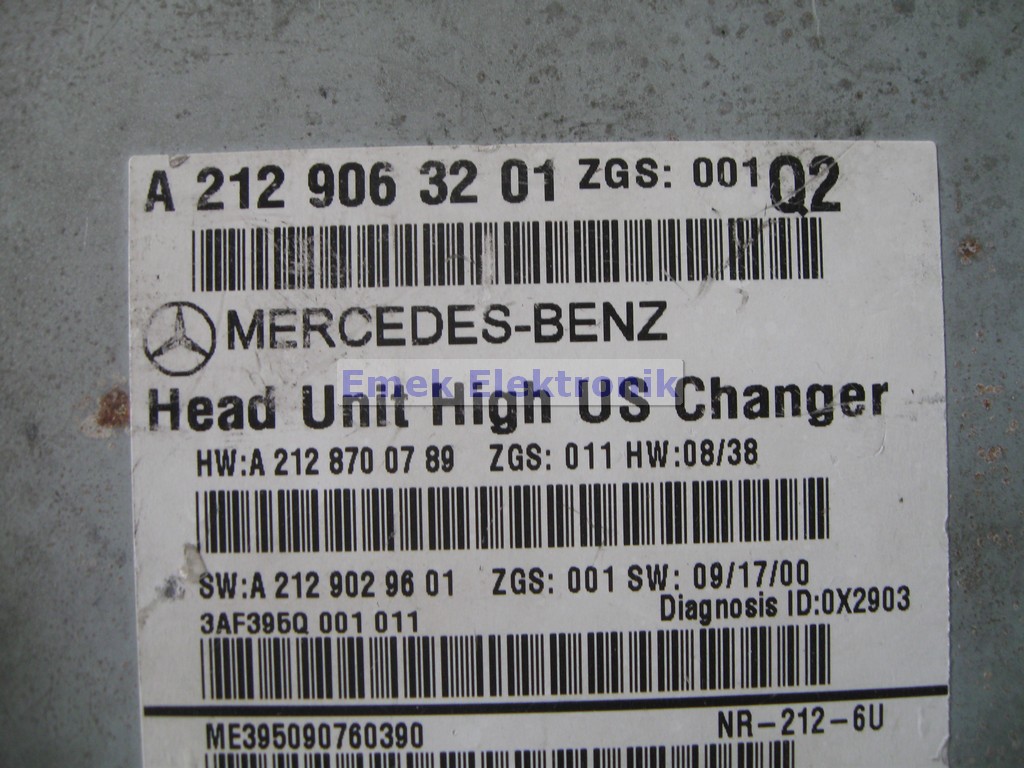 A 212 906 32 01 ZGS: 001 Q2
MERCEDES-BENZ
Emek Elektronik
Head Unit High US Changer
HW:A 212 870 07 89 ZGS: 011 HW:08/38
SW:A 212 902 96 01 ZGS: 001 SW: 09/17/00
Diagnosis ID:0X2903
3AF395Q 001 011
ME395090760390 NR-212-6U